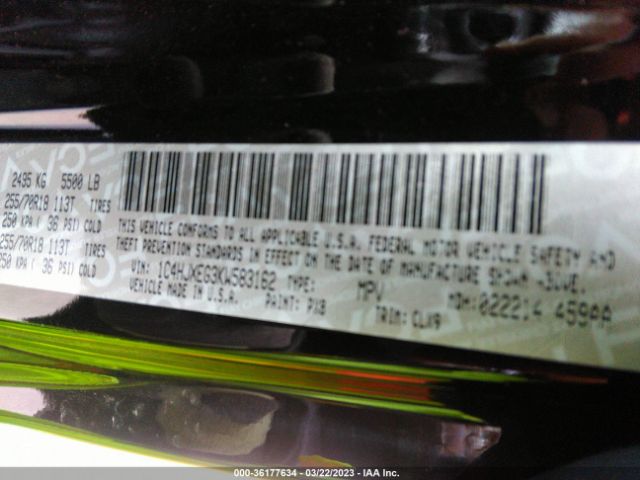 2495 KG 5500 LB
255/70R18 113T TIRES
250 KPA ( 36 PSI) COLD
255/70R18 113T TIRES
250 KPA ( 36 PSI) COLD
THIS VEHICLE CONFORMS TO ALL APPLICABLE U.S.A. FEDERAL MOTOR VEHICLE SAFETY AND
THEFT PREVENTION STANDARDS IN EFFECT ON THE DATE OF MANUFACTURE SHOWN ABOVE.
VIN: 1C4HJXEG3KW583162 TYPE: MPV MDH: 022214 459AA
VEHICLE MADE IN U.S.A. PAINT: PX8 TRIM: CLX9
000-36177634 - 03/22/2023 - IAA Inc.